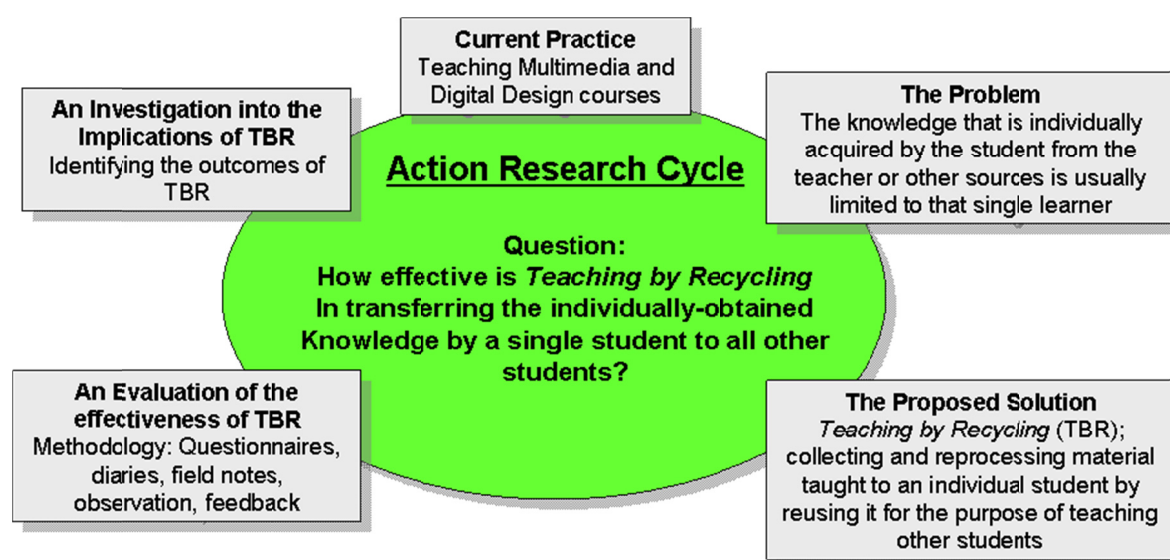 Current Practice
Teaching Multimedia and
Digital Design courses
An Investigation into the
Implications of TBR
Identifying the outcomes of
TBR
The Problem
The knowledge that is individually
acquired by the student from the
teacher or other sources is usually
limited to that single learner
Action Research Cycle
Question:
How effective is Teaching by Recycling
In transferring the individually-obtained
Knowledge by a single student to all other
students?
An Evaluation of the
effectiveness of TBR
Methodology: Questionnaires,
diaries, field notes,
observation, feedback
The Proposed Solution
Teaching by Recycling (TBR);
collecting and reprocessing material
taught to an individual student by
reusing it for the purpose of teaching
other students